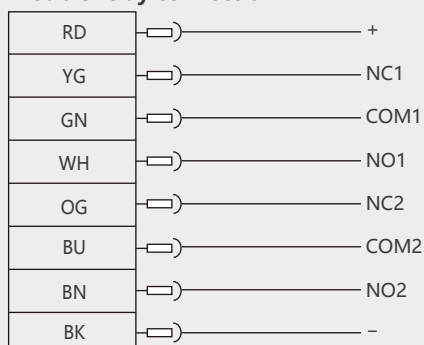 RD +
YG NC1
GN COM1
WH NO1
OG NC2
BU COM2
BN NO2
BK −